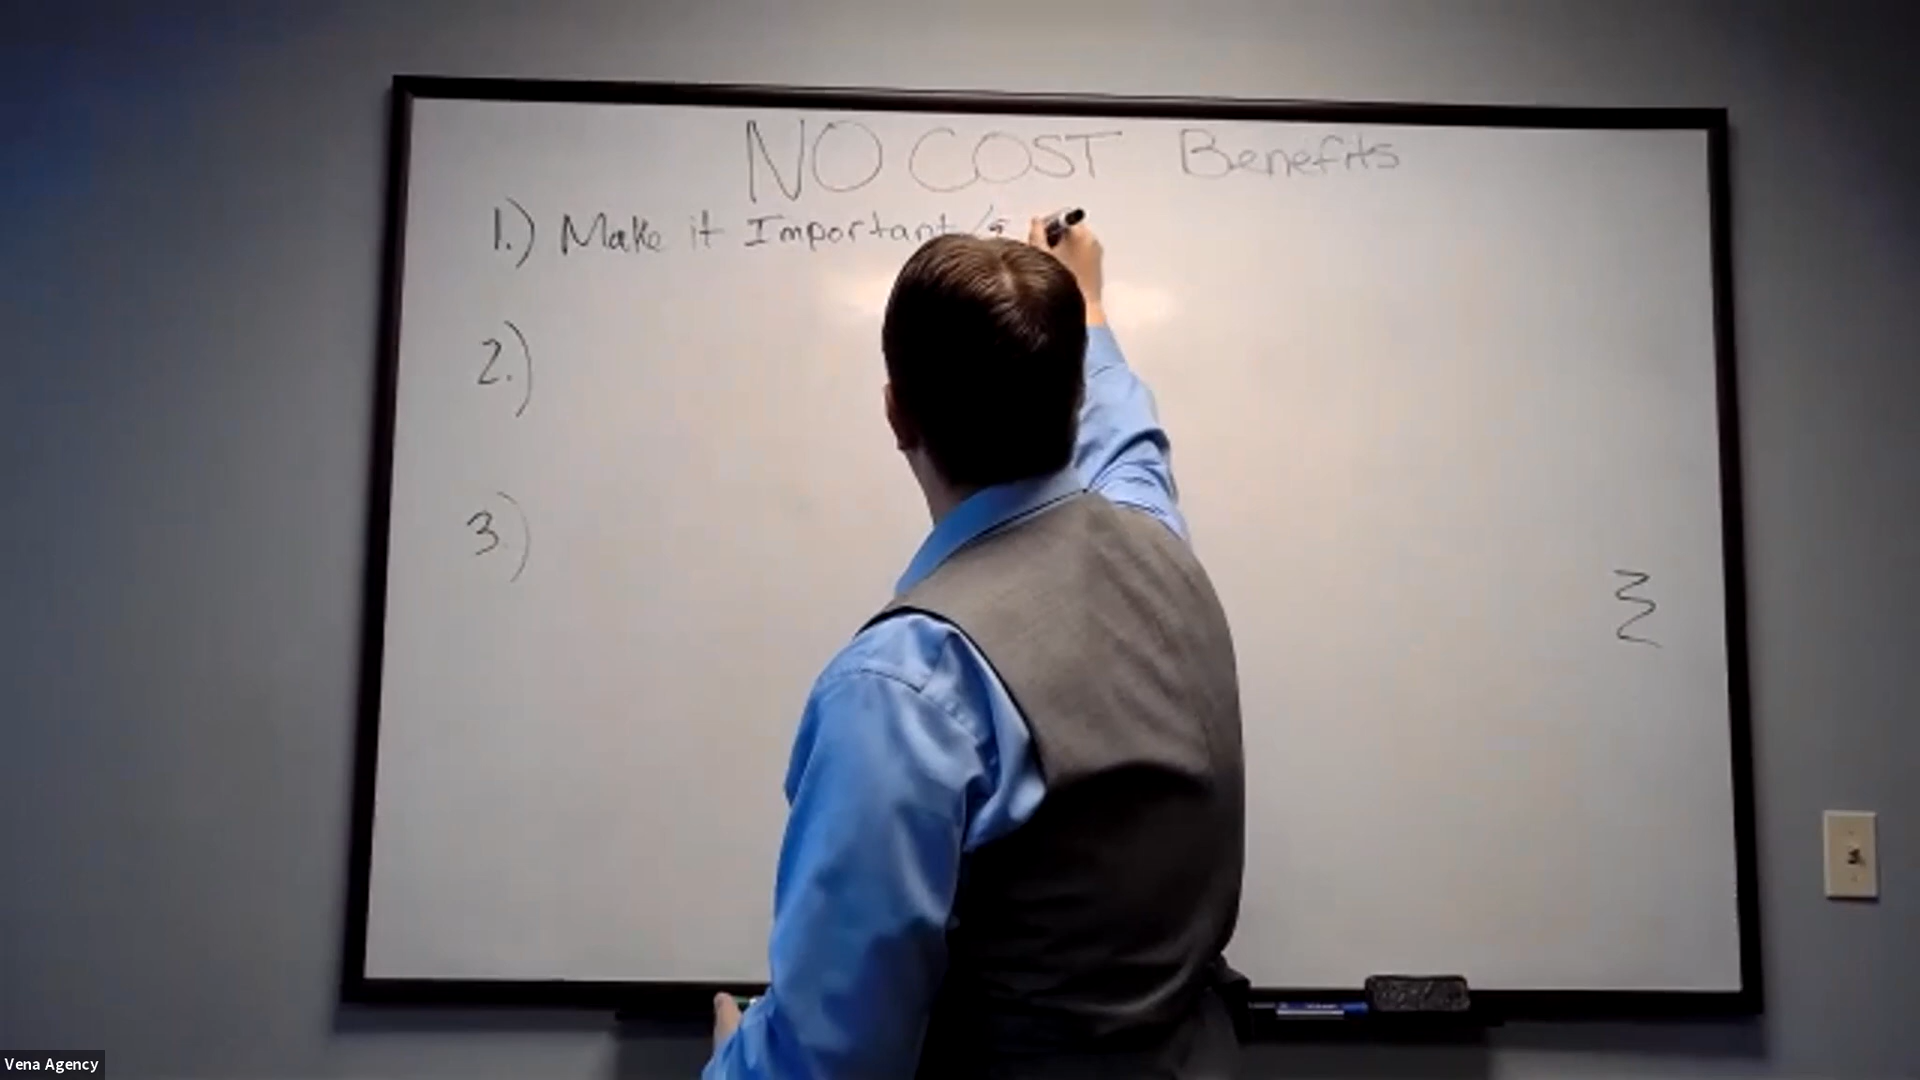 NO COST Benefits
1.) Make it Important/
2.)
3.)
Vena Agency